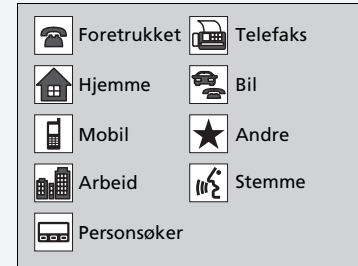 Foretrukket Telefaks
Hjemme Bil
Mobil Andre
Arbeid Stemme
Personsøker